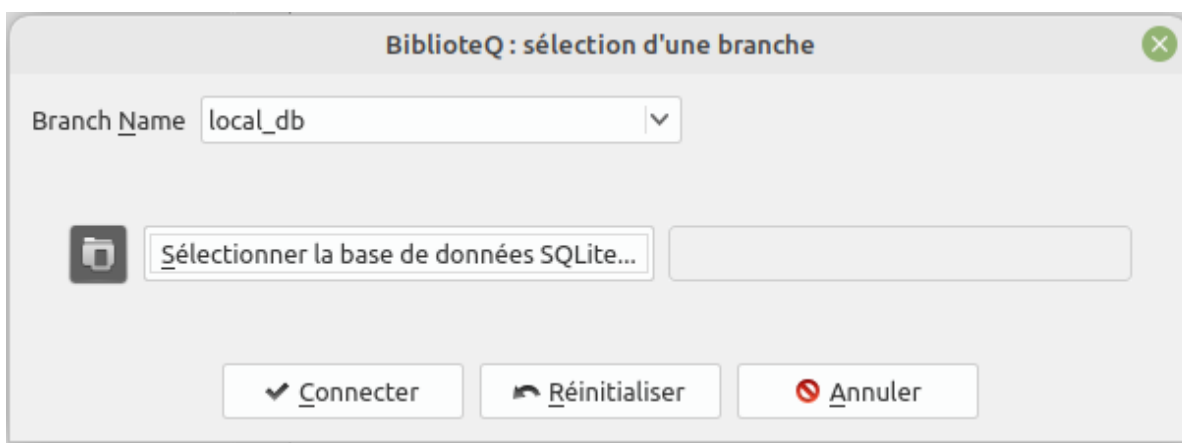 BiblioteQ : sélection d'une branche
Branch Name local_db
Sélectionner la base de données SQLite...
Connecter Réinitialiser Annuler